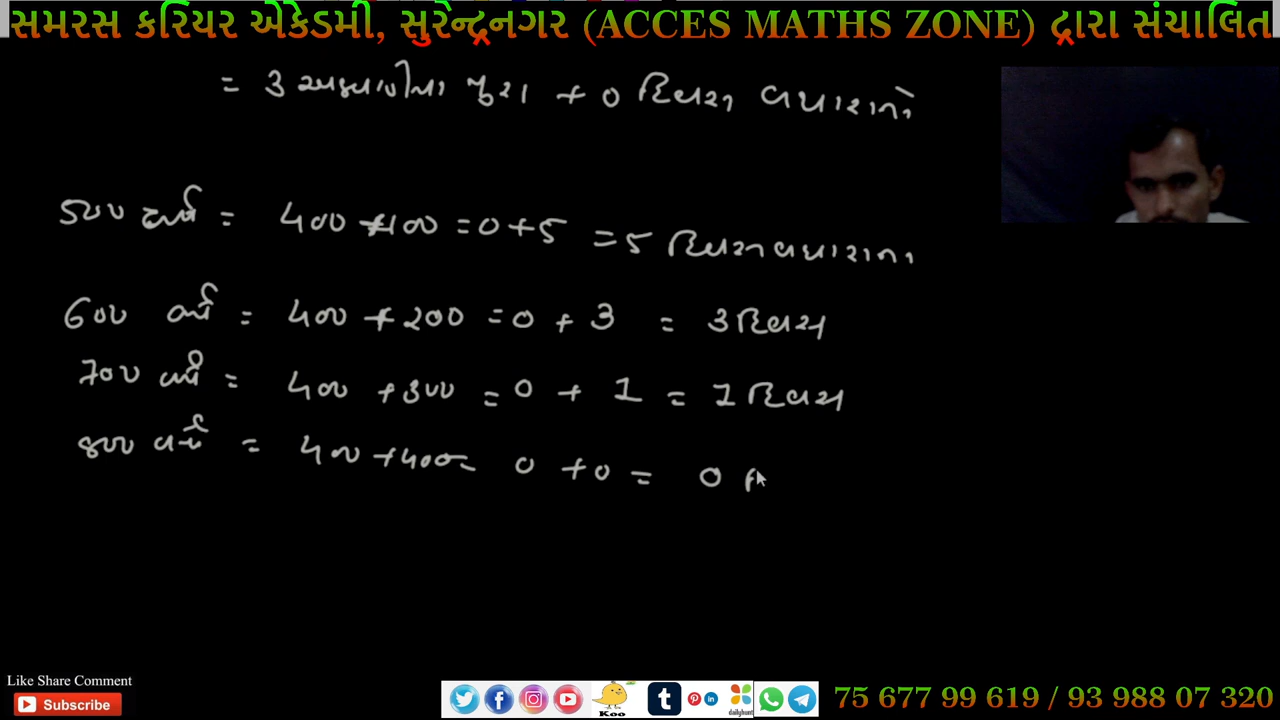 સમરસ કરિયર એકેડમી, સુરેન્દ્રનગર (ACCES MATHS ZONE) દ્વારા સંચાલિત
= 3 અઠવાડીયા પુરા + 0 દિવસ વધારાનો
500 વર્ષ = 400 + 100 = 0 + 5 = 5 દિવસ વધારાના
600 વર્ષ = 400 + 200 = 0 + 3 = 3 દિવસ
700 વર્ષ = 400 + 300 = 0 + 1 = 1 દિવસ
800 વર્ષ = 400 + 400 = 0 + 0 = 0
Like Share Comment
Subscribe
Koo
dailyhunt
75 677 99 619 / 93 988 07 320